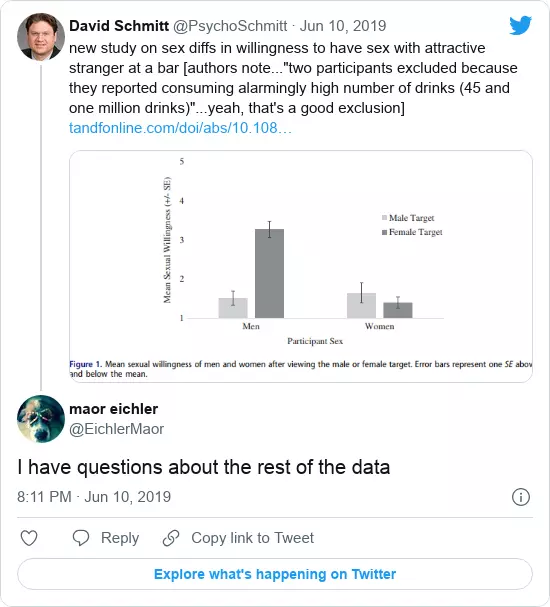 David Schmitt @PsychoSchmitt · Jun 10, 2019
new study on sex diffs in willingness to have sex with attractive
stranger at a bar [authors note..."two participants excluded because
they reported consuming alarmingly high number of drinks (45 and
one million drinks)"...yeah, that's a good exclusion]
tandfonline.com/doi/abs/10.108…
5
4
3
2
1
Mean Sexual Willingness (+/- SE)
Male Target
Female Target
Men
Women
Participant Sex
Figure 1. Mean sexual willingness of men and women after viewing the male or female target. Error bars represent one SE abov
and below the mean.
maor eichler
@EichlerMaor
I have questions about the rest of the data
8:11 PM · Jun 10, 2019
Reply
Copy link to Tweet
Explore what's happening on Twitter